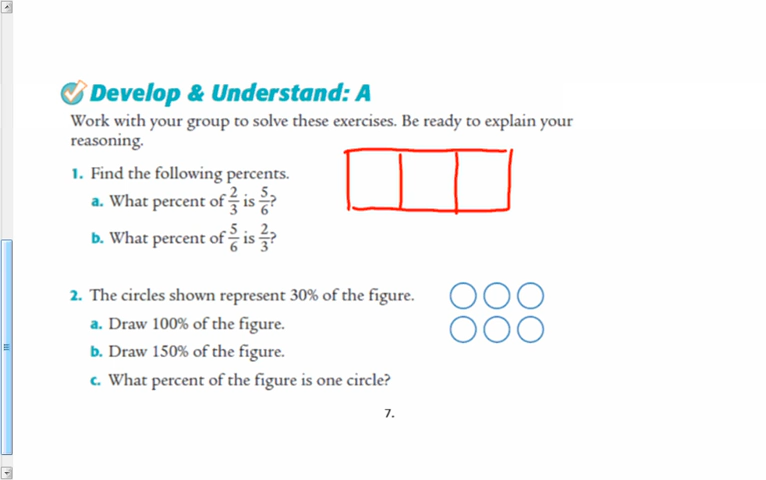 Develop & Understand: A
Work with your group to solve these exercises. Be ready to explain your
reasoning.
1. Find the following percents.
a. What percent of 2/3 is 5/6?
b. What percent of 5/6 is 2/3?
2. The circles shown represent 30% of the figure.
a. Draw 100% of the figure.
b. Draw 150% of the figure.
c. What percent of the figure is one circle?
7.